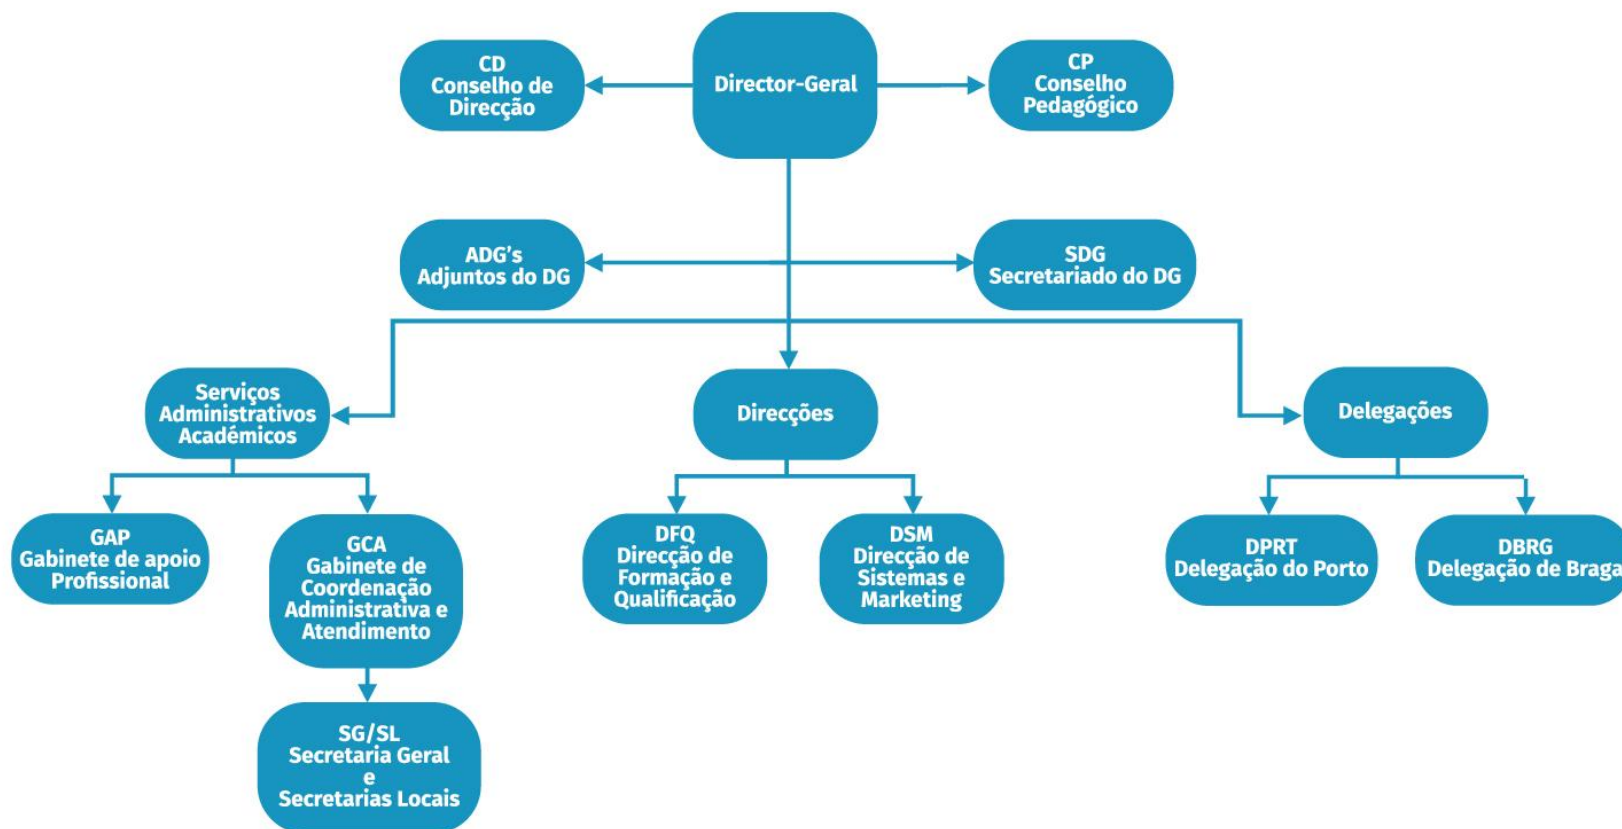 CD
Conselho de
Direcção
Director-Geral
CP
Conselho
Pedagógico
ADG's
Adjuntos do DG
SDG
Secretariado do DG
Serviços
Administrativos
Académicos
Direcções
Delegações
GAP
Gabinete de apoio
Profissional
GCA
Gabinete de
Coordenação
Administrativa e
Atendimento
DFQ
Direcção de
Formação e
Qualificação
DSM
Direcção de
Sistemas e
Marketing
DPRT
Delegação do Porto
DBRG
Delegação de Braga
SG/SL
Secretaria Geral
e
Secretarias Locais